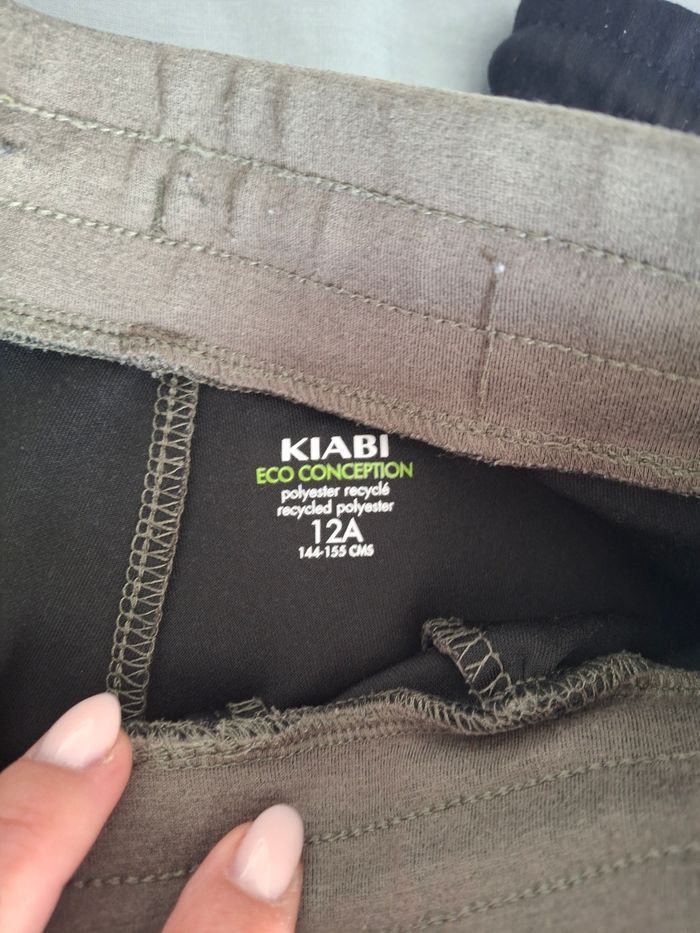 KIABI
ECO CONCEPTION
polyester recyclé
recycled polyester
12A
144-155 CMS